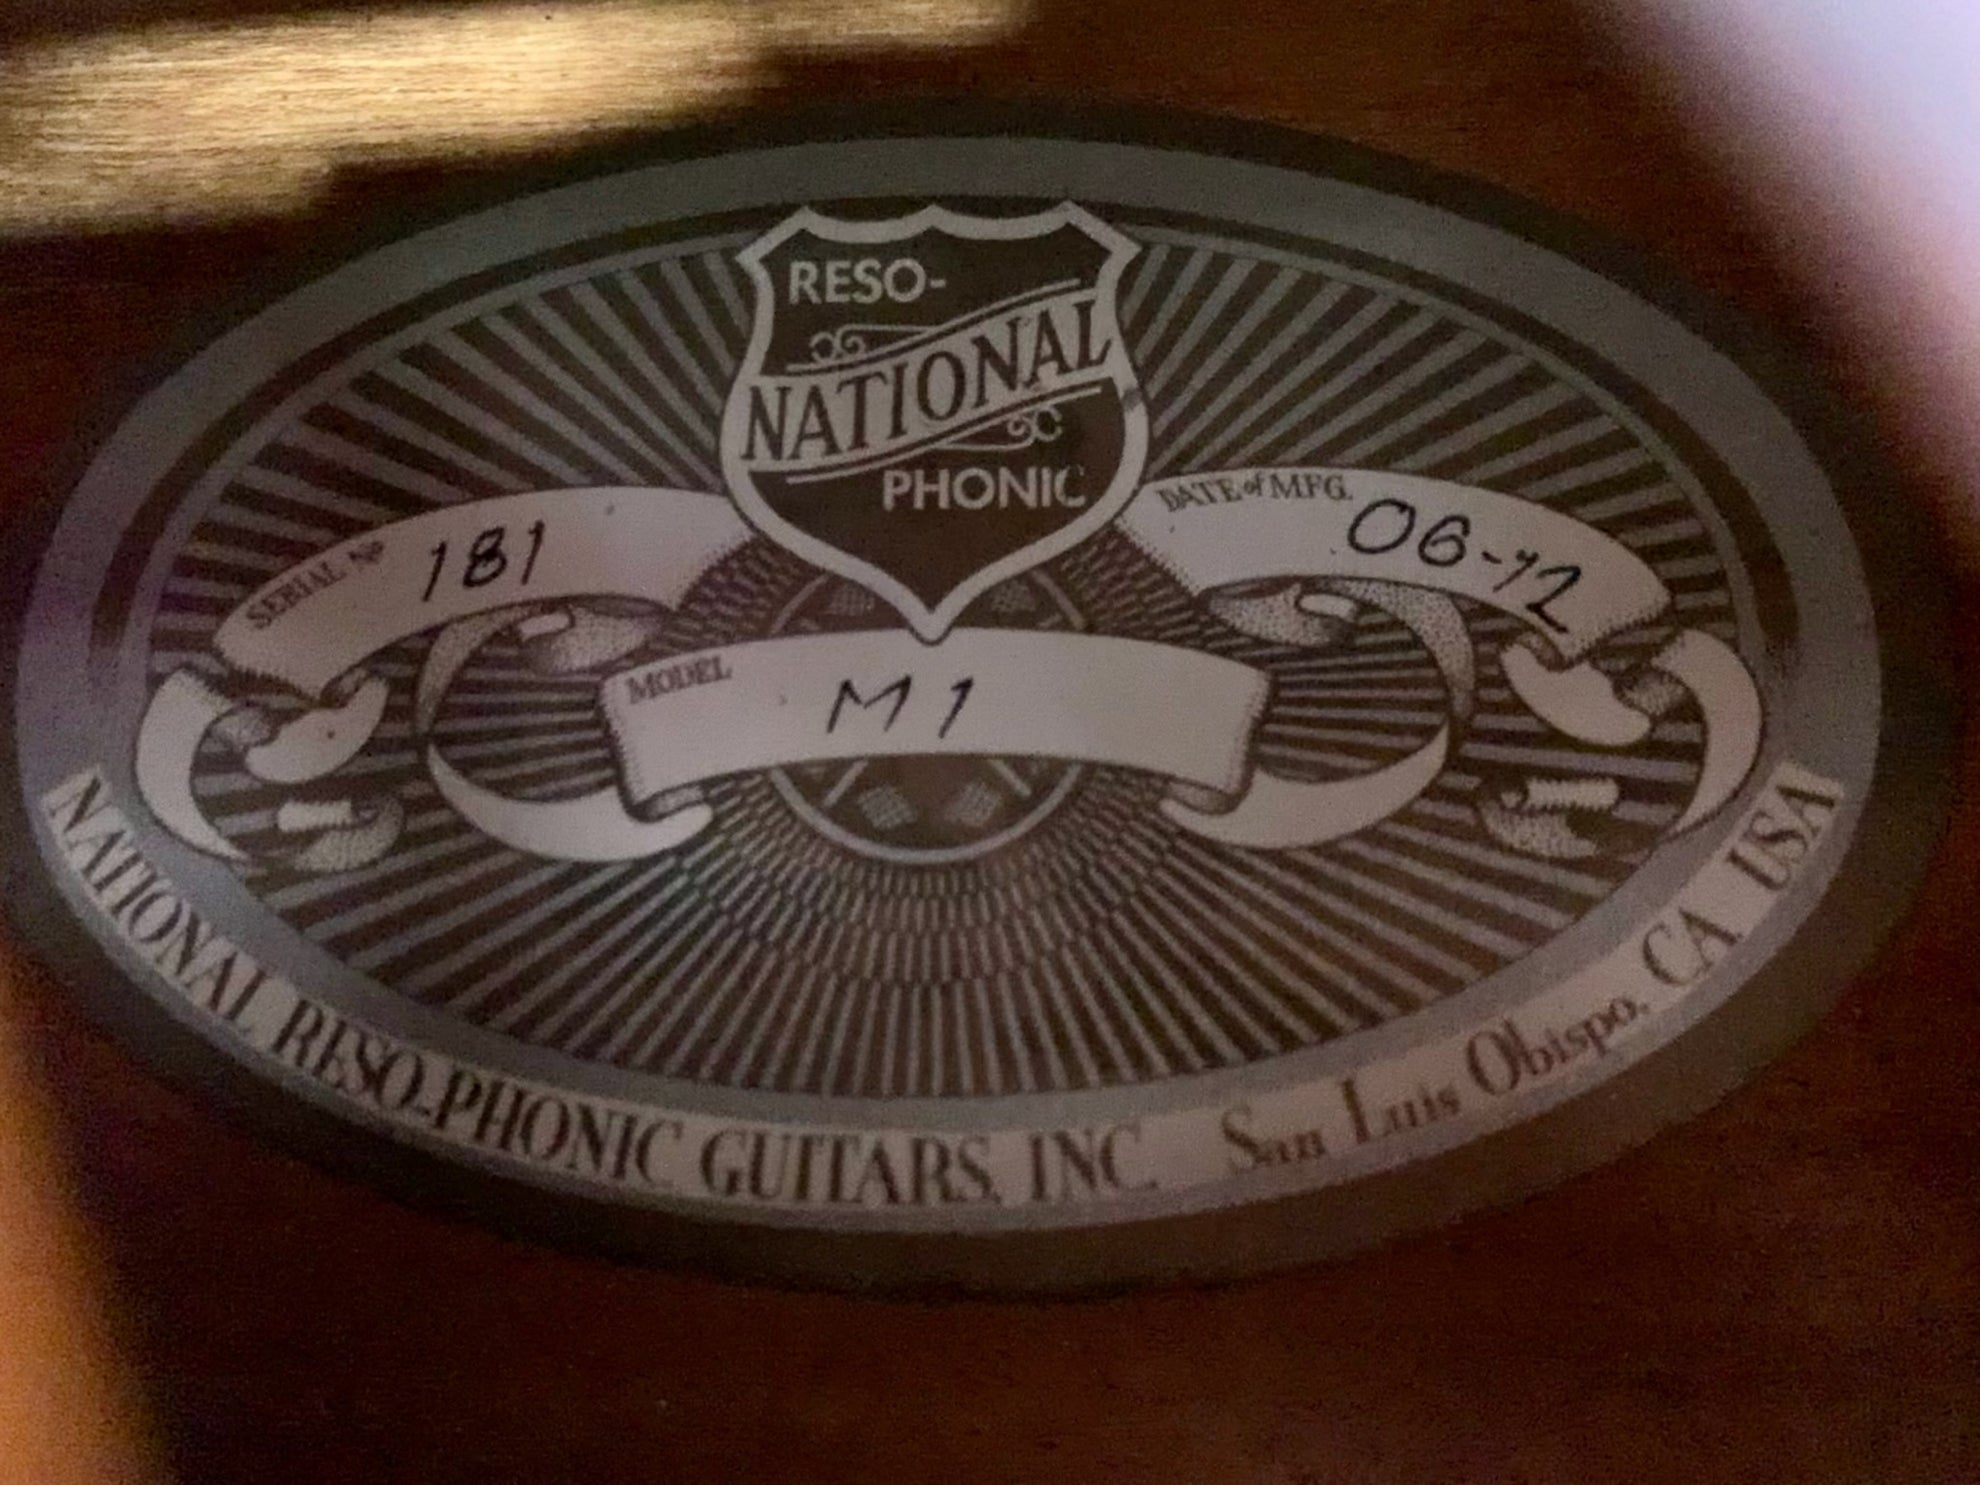 RESO-
NATIONAL
PHONIC
SERIAL Nº 181
DATE of MFG. 06-92
MODEL M1
NATIONAL RESO-PHONIC GUITARS, INC. San Luis Obispo, CA USA